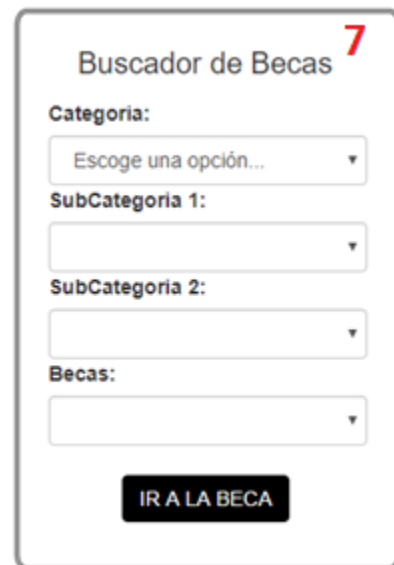 7
Buscador de Becas
Categoria:
Escoge una opción...
SubCategoria 1:
SubCategoria 2:
Becas:
IR A LA BECA